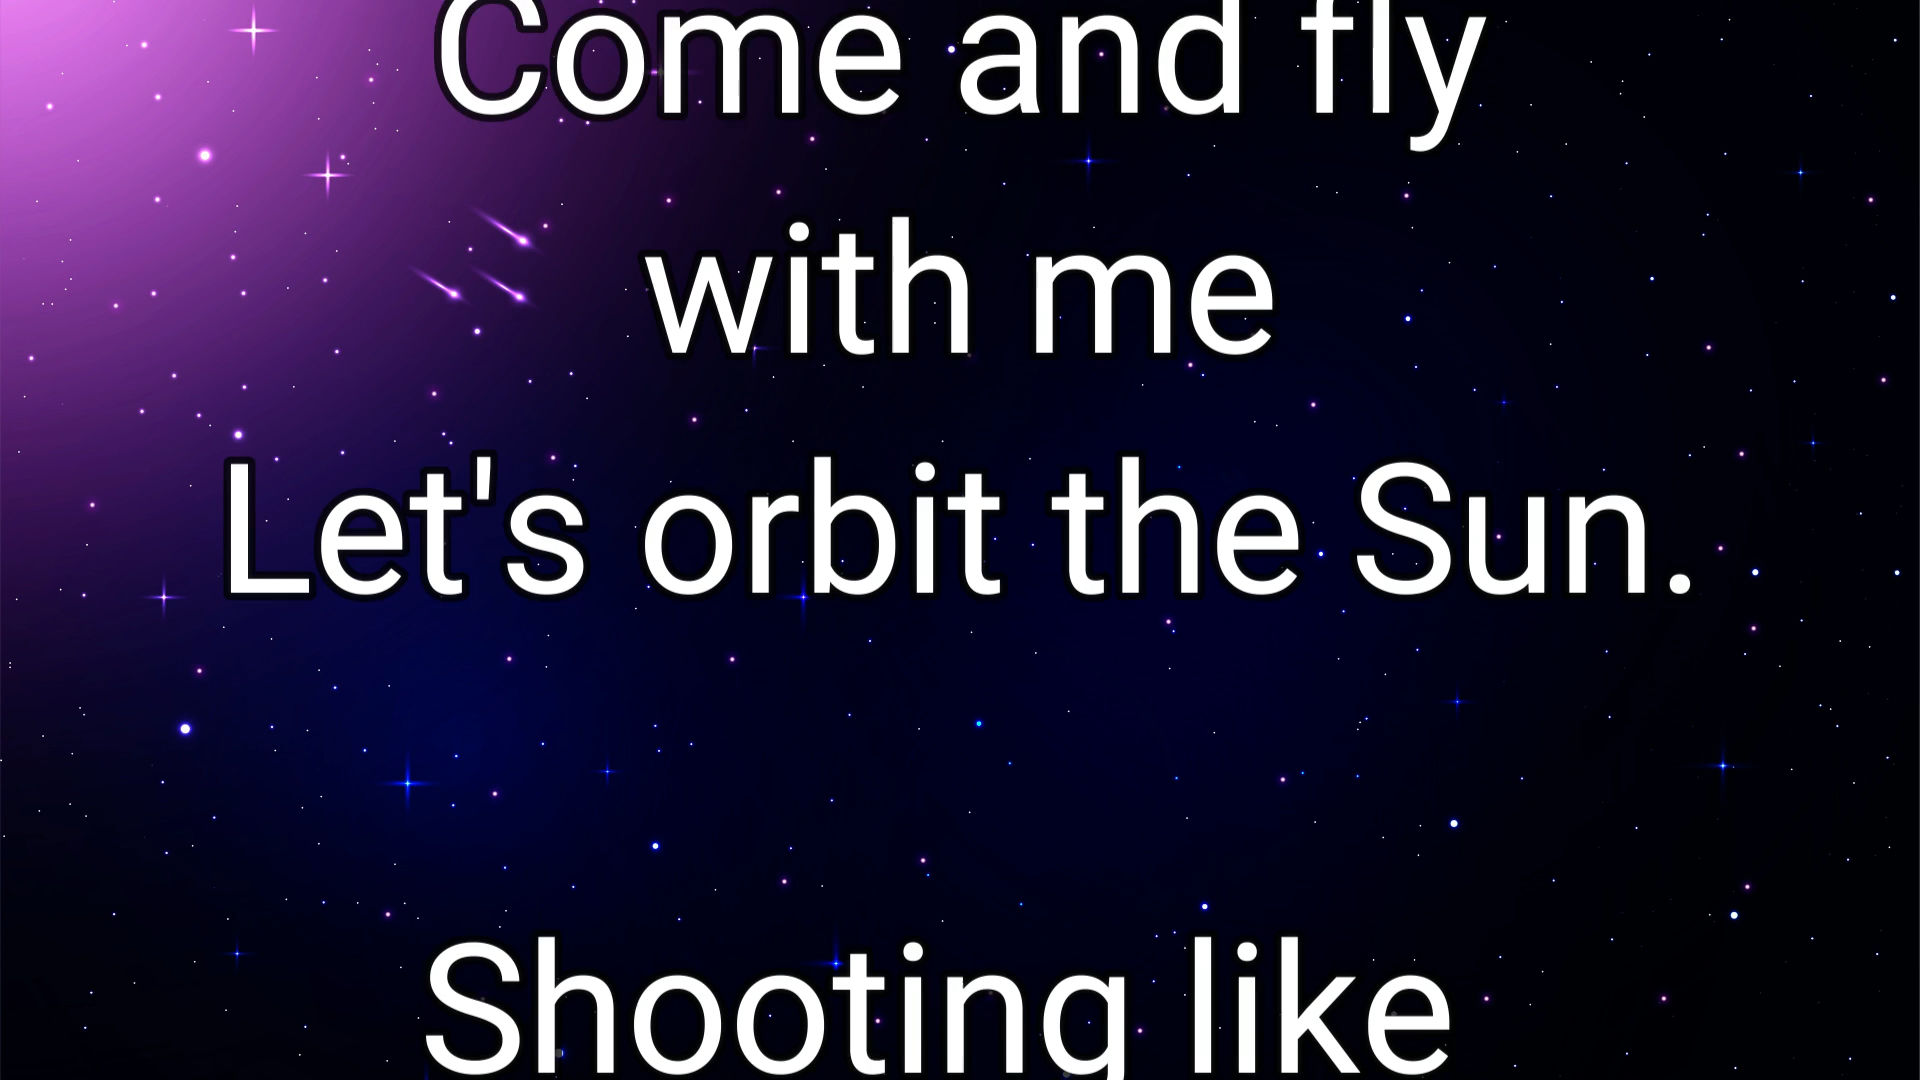 Come and fly
with me
Let's orbit the Sun.
Shooting like